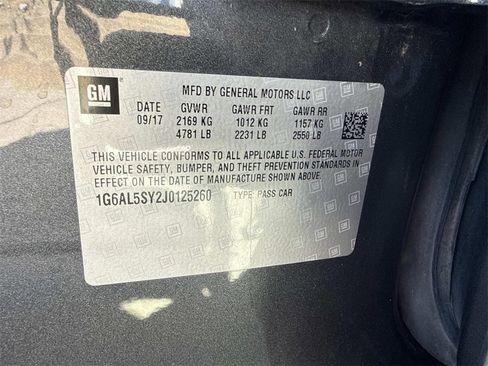 GM
MFD BY GENERAL MOTORS LLC
DATE GVWR GAWR FRT GAWR RR
09/17 2169 KG 1012 KG 1157 KG
4781 LB 2231 LB 2550 LB
THIS VEHICLE CONFORMS TO ALL APPLICABLE U.S. FEDERAL MOTOR
VEHICLE SAFETY, BUMPER, AND THEFT PREVENTION STANDARDS IN
EFFECT ON THE DATE OF MANUFACTURE SHOWN ABOVE.
1G6AL5SY2J0125260 TYPE: PASS CAR